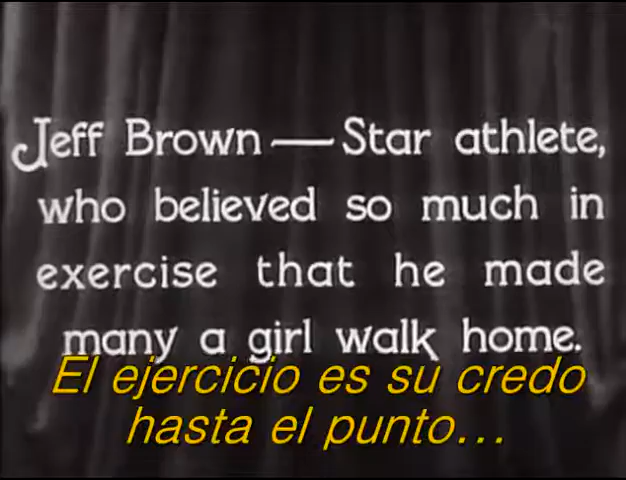 Jeff Brown — Star athlete,
who believed so much in
exercise that he made
many a girl walk home.
El ejercicio es su credo
hasta el punto...